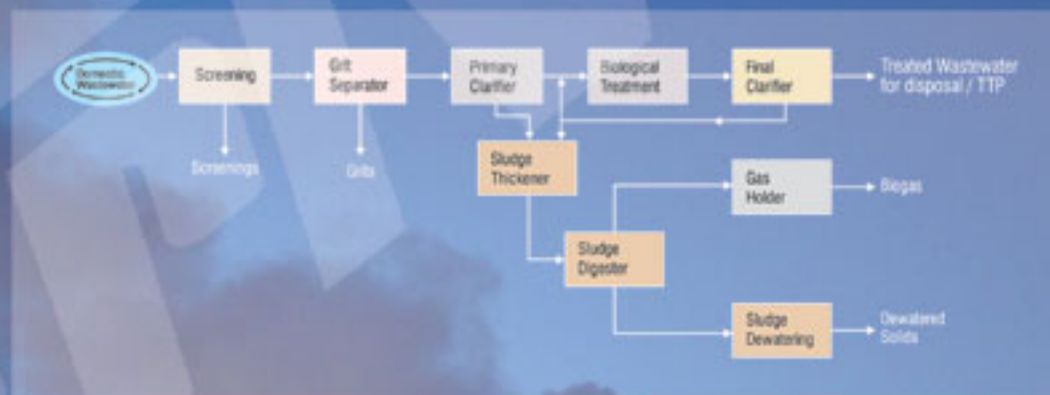 Domestic
Wastewater
Screening
Grit
Separator
Primary
Clarifier
Biological
Treatment
Final
Clarifier
Treated Wastewater
for disposal / TTP
Screenings
Grits
Sludge
Thickener
Gas
Holder
Biogas
Sludge
Digester
Sludge
Dewatering
Dewatered
Solids